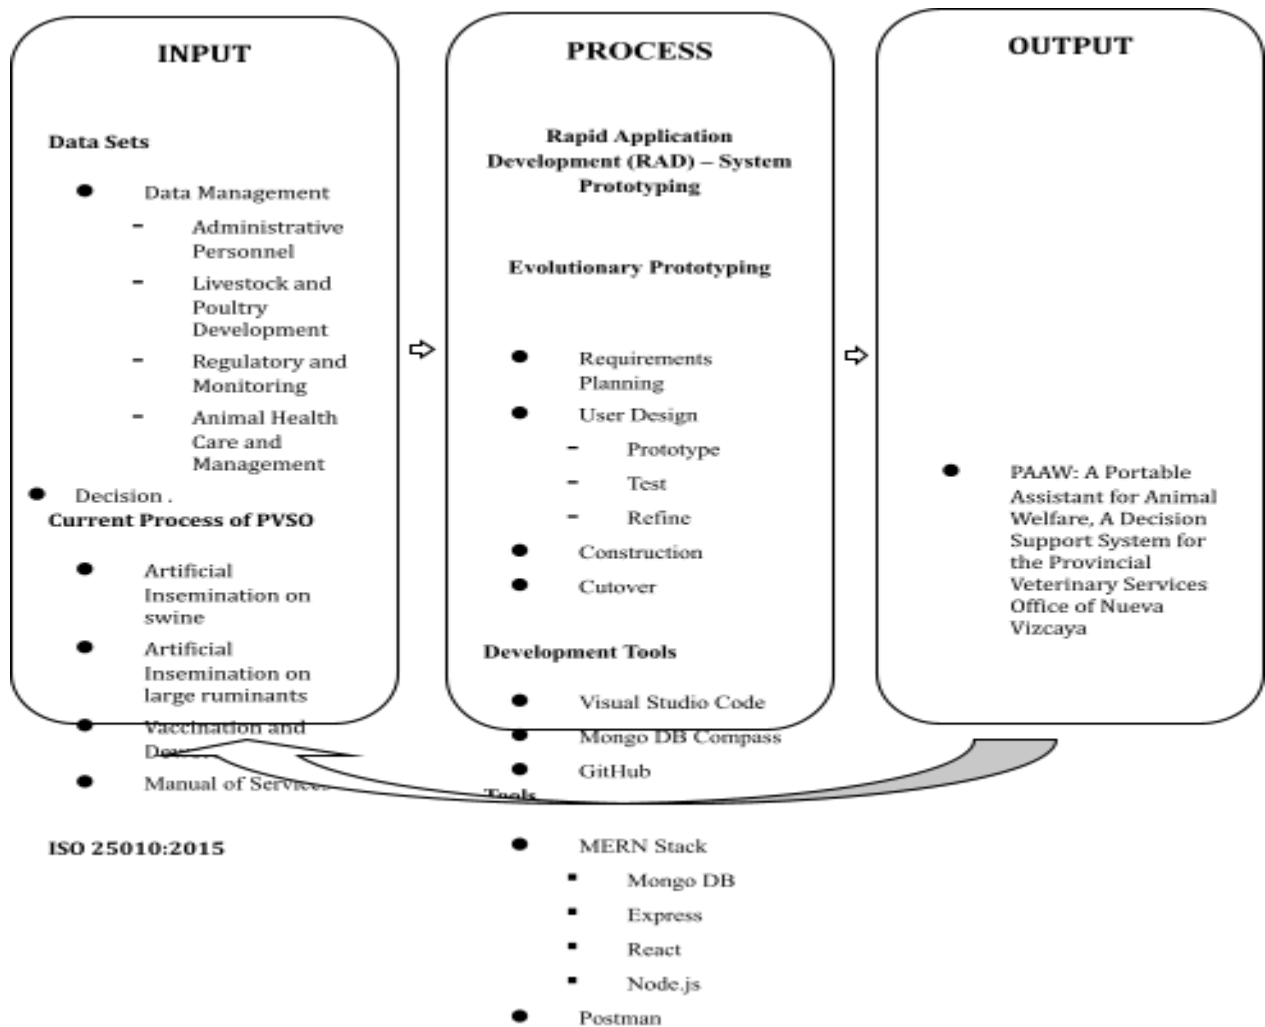 INPUT
Data Sets
● Data Management
- Administrative
Personnel
- Livestock and
Poultry
Development
- Regulatory and
Monitoring
- Animal Health
Care and
Management
● Decision .
Current Process of PVSO
● Artificial
Insemination on
swine
● Artificial
Insemination on
large ruminants
● Vaccination and
● Manual of Services
ISO 25010:2015
PROCESS
Rapid Application
Development (RAD) – System
Prototyping
Evolutionary Prototyping
● Requirements
Planning
● User Design
- Prototype
- Test
- Refine
● Construction
● Cutover
Development Tools
● Visual Studio Code
● Mongo DB Compass
● GitHub
Tools
● MERN Stack
▪ Mongo DB
▪ Express
▪ React
▪ Node.js
● Postman
OUTPUT
● PAAW: A Portable
Assistant for Animal
Welfare, A Decision
Support System for
the Provincial
Veterinary Services
Office of Nueva
Vizcaya